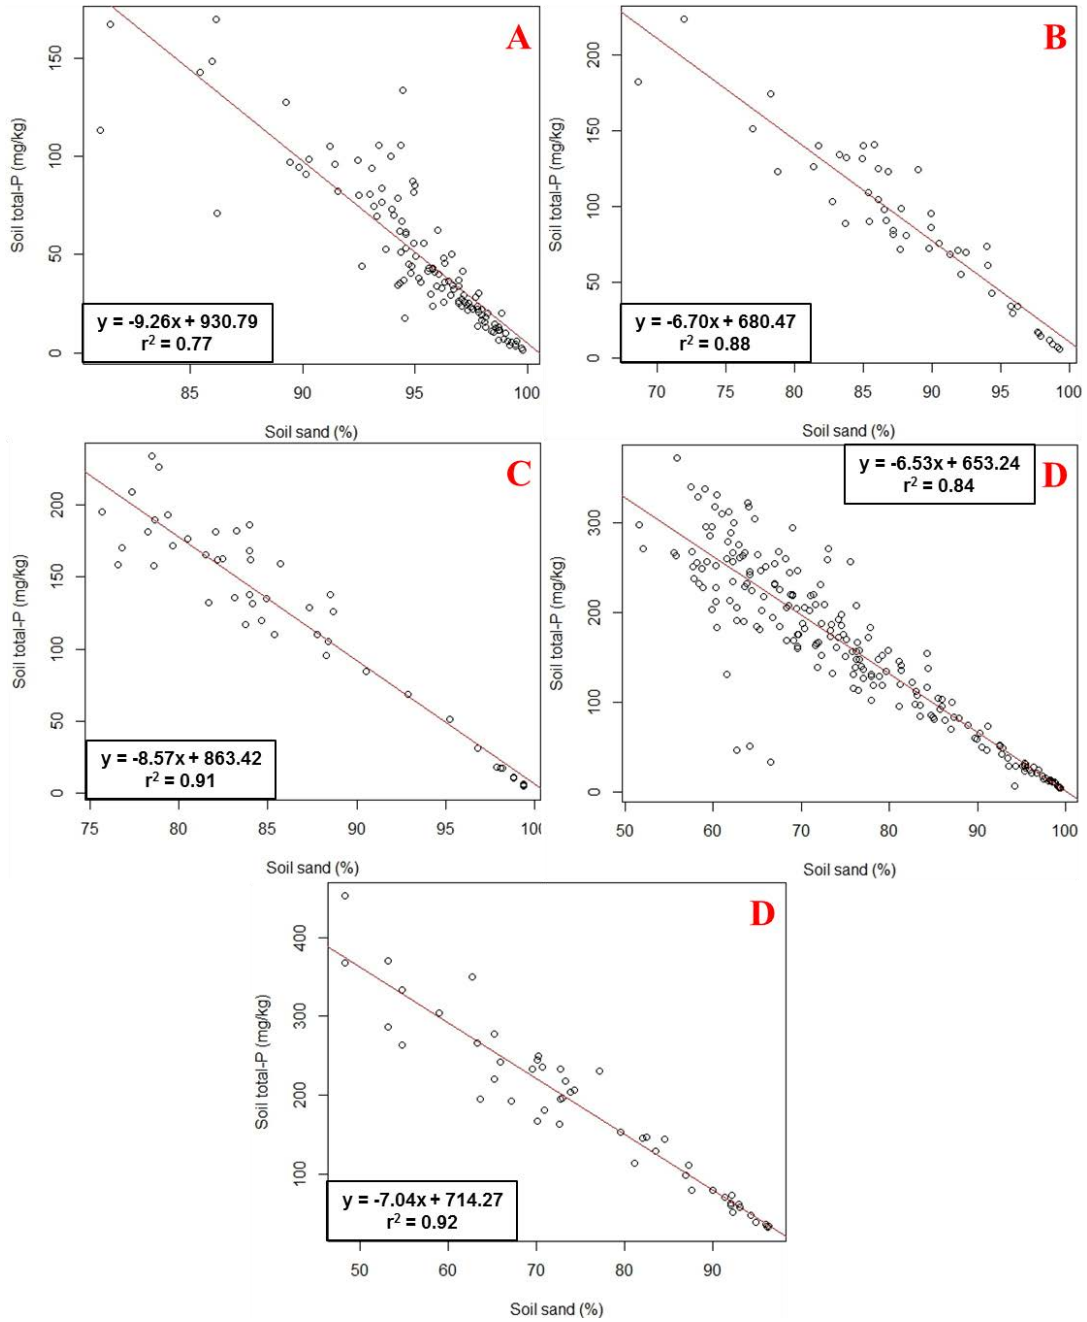 A
Soil total-P (mg/kg)
150
100
50
0
y = -9.26x + 930.79
r² = 0.77
85 90 95 100
Soil sand (%)
B
Soil total-P (mg/kg)
200
150
100
50
0
y = -6.70x + 680.47
r² = 0.88
70 75 80 85 90 95 100
Soil sand (%)
C
Soil total-P (mg/kg)
200
150
100
50
0
y = -8.57x + 863.42
r² = 0.91
75 80 85 90 95 100
Soil sand (%)
D
Soil total-P (mg/kg)
300
200
100
0
y = -6.53x + 653.24
r² = 0.84
50 60 70 80 90 100
Soil sand (%)
D
Soil total-P (mg/kg)
400
300
200
100
y = -7.04x + 714.27
r² = 0.92
50 60 70 80 90
Soil sand (%)